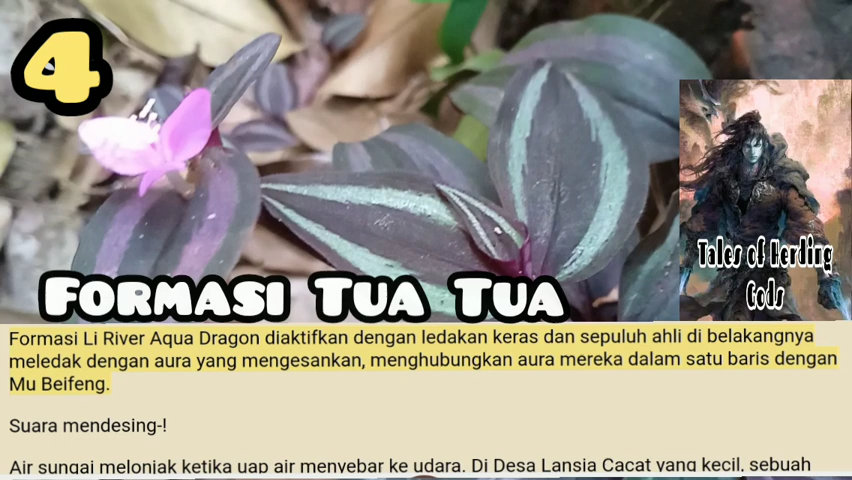 4
Tales of Herding
Gods
FORMASI TUA TUA
Formasi Li River Aqua Dragon diaktifkan dengan ledakan keras dan sepuluh ahli di belakangnya
meledak dengan aura yang mengesankan, menghubungkan aura mereka dalam satu baris dengan
Mu Beifeng.
Suara mendesing-!
Air sungai melonjak ketika uap air menyebar ke udara. Di Desa Lansia Cacat yang kecil, sebuah